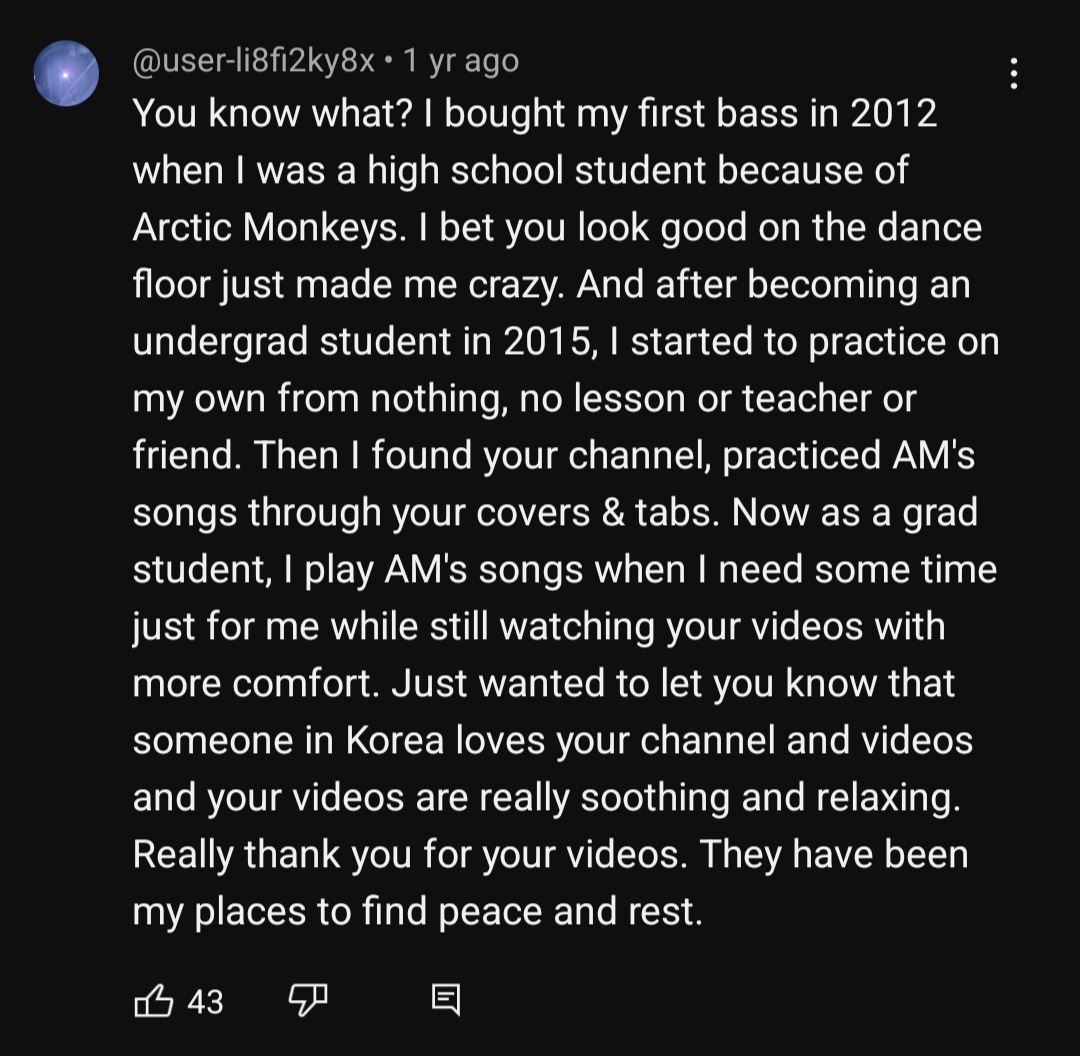 @user-li8fi2ky8x • 1 yr ago
You know what? I bought my first bass in 2012
when I was a high school student because of
Arctic Monkeys. I bet you look good on the dance
floor just made me crazy. And after becoming an
undergrad student in 2015, I started to practice on
my own from nothing, no lesson or teacher or
friend. Then I found your channel, practiced AM's
songs through your covers & tabs. Now as a grad
student, I play AM's songs when I need some time
just for me while still watching your videos with
more comfort. Just wanted to let you know that
someone in Korea loves your channel and videos
and your videos are really soothing and relaxing.
Really thank you for your videos. They have been
my places to find peace and rest.
43